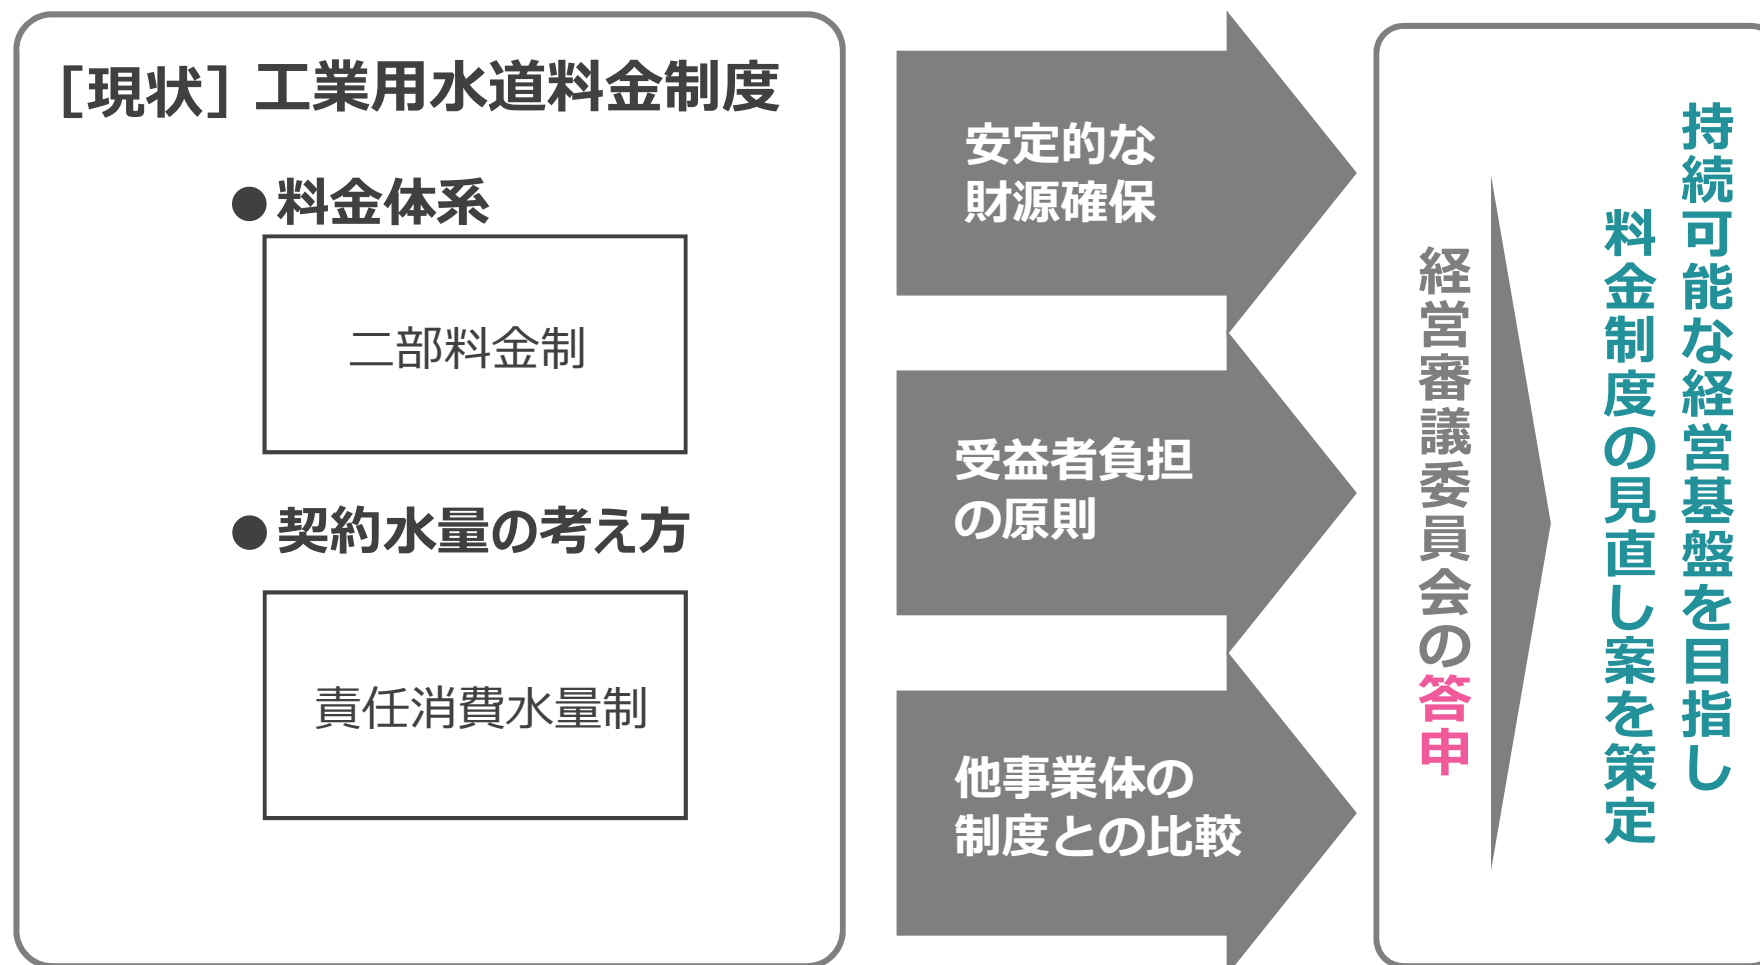 ［現状］工業用水道料金制度
●料金体系
二部料金制
●契約水量の考え方
責任消費水量制
安定的な
財源確保
受益者負担
の原則
他事業体の
制度との比較
経営審議委員会の答申
持続可能な経営基盤を目指し
料金制度の見直し案を策定